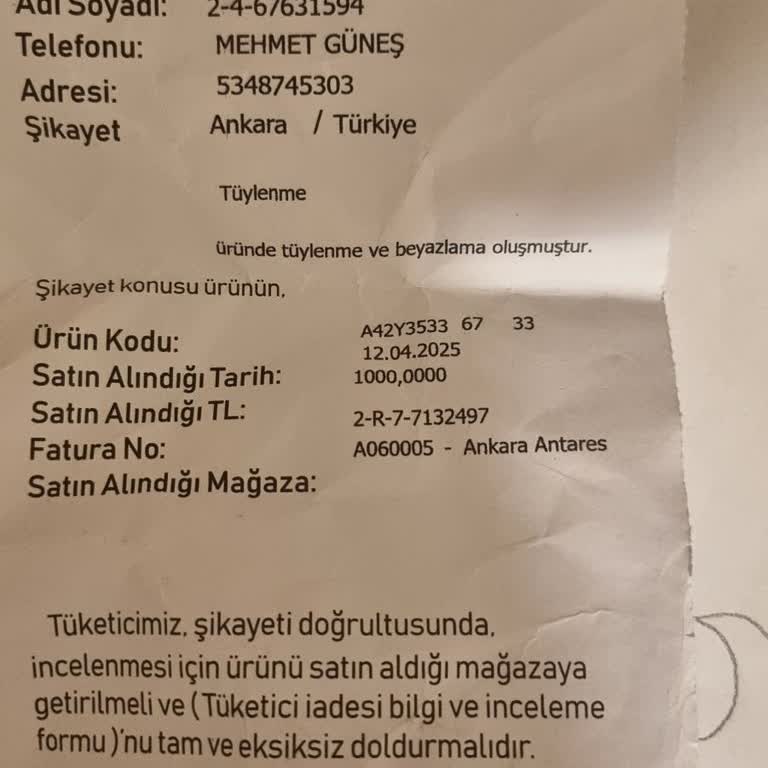 Adı Soyadı: 2-4-67631594
Telefonu: MEHMET GÜNEŞ
Adresi: 5348745303
Şikayet Ankara / Türkiye
Tüylenme
üründe tüylenme ve beyazlama oluşmuştur.
Şikayet konusu ürünün,
Ürün Kodu: A42Y3533 67 33
12.04.2025
Satın Alındığı Tarih: 1000,0000
Satın Alındığı TL: 2-R-7-7132497
Fatura No: A060005 - Ankara Antares
Satın Alındığı Mağaza:
Tüketicimiz, şikayeti doğrultusunda,
incelenmesi için ürünü satın aldığı mağazaya
getirilmeli ve ( Tüketici iadesi bilgi ve inceleme
formu )'nu tam ve eksiksiz doldurmalıdır.